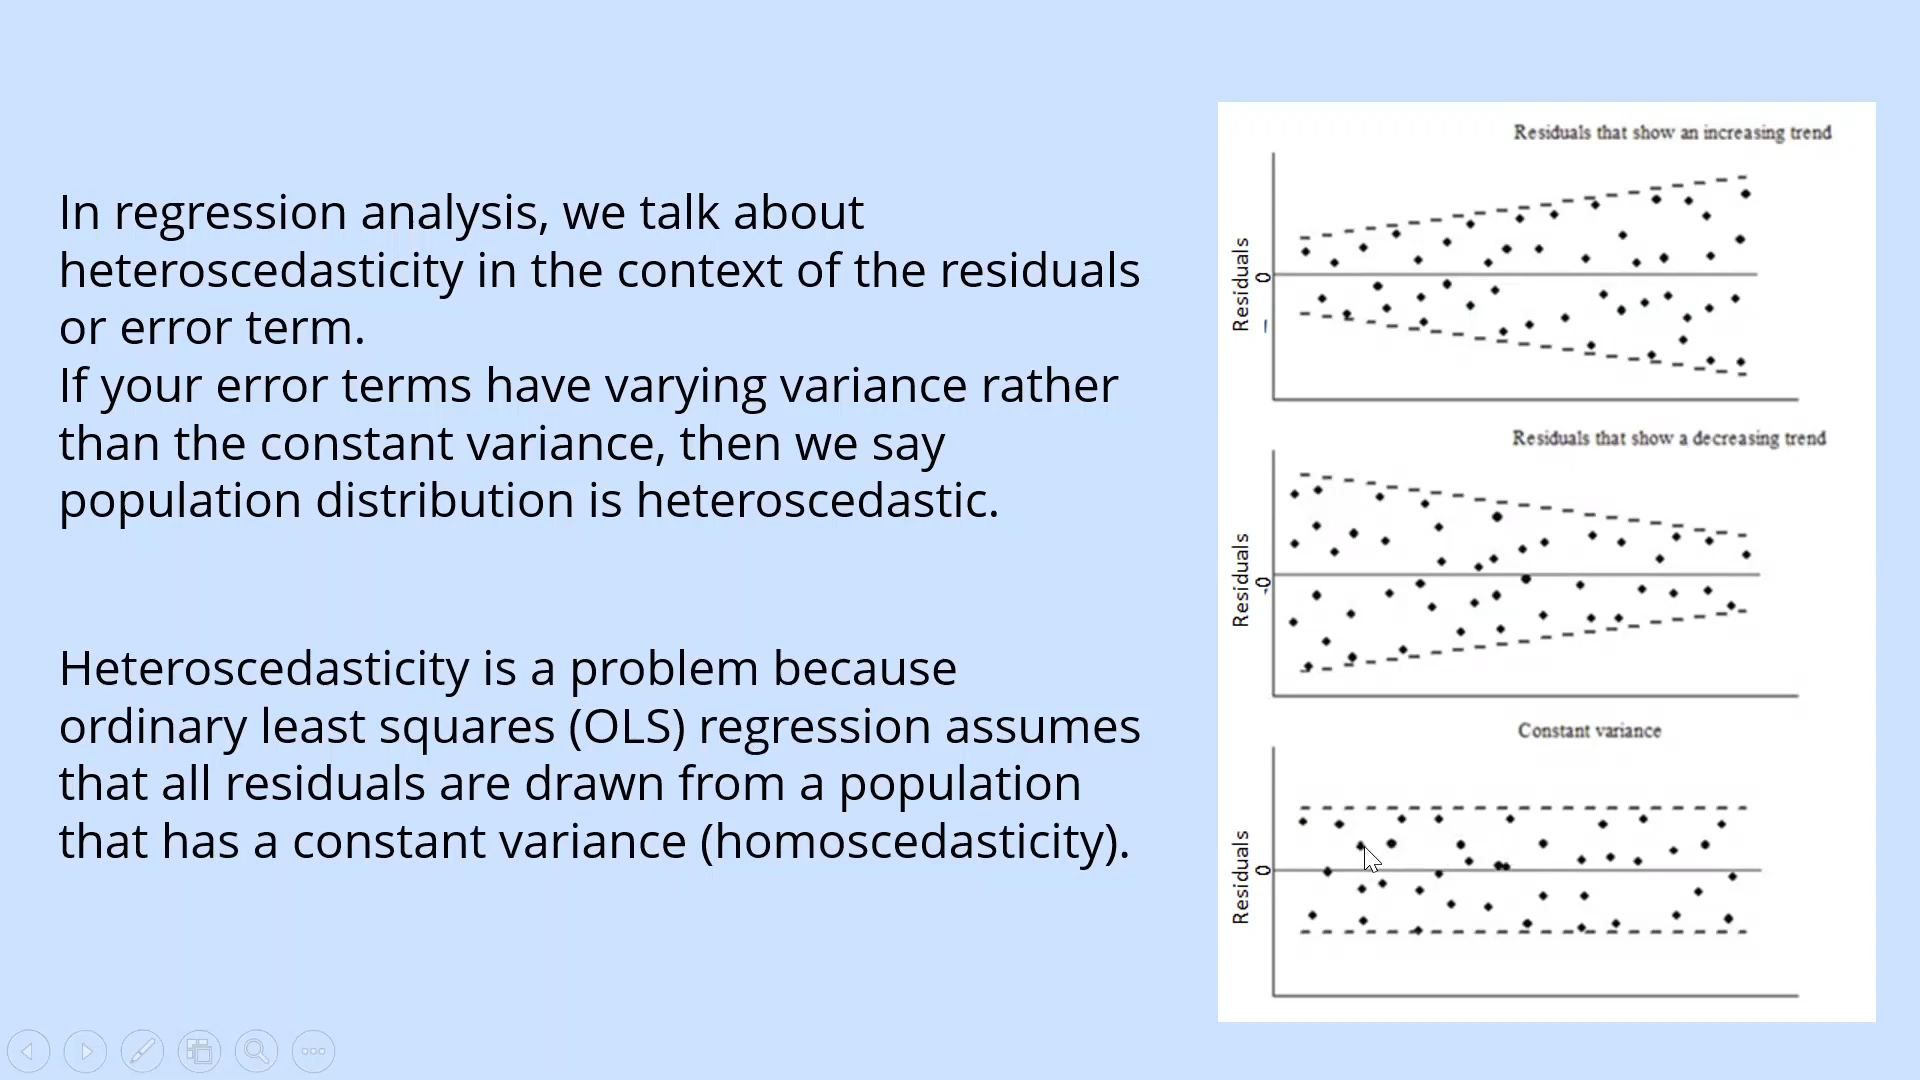 In regression analysis, we talk about
heteroscedasticity in the context of the residuals
or error term.
If your error terms have varying variance rather
than the constant variance, then we say
population distribution is heteroscedastic.
Heteroscedasticity is a problem because
ordinary least squares (OLS) regression assumes
that all residuals are drawn from a population
that has a constant variance (homoscedasticity).
Residuals that show an increasing trend
Residuals
0
Residuals that show a decreasing trend
Residuals
0
Constant variance
Residuals
0